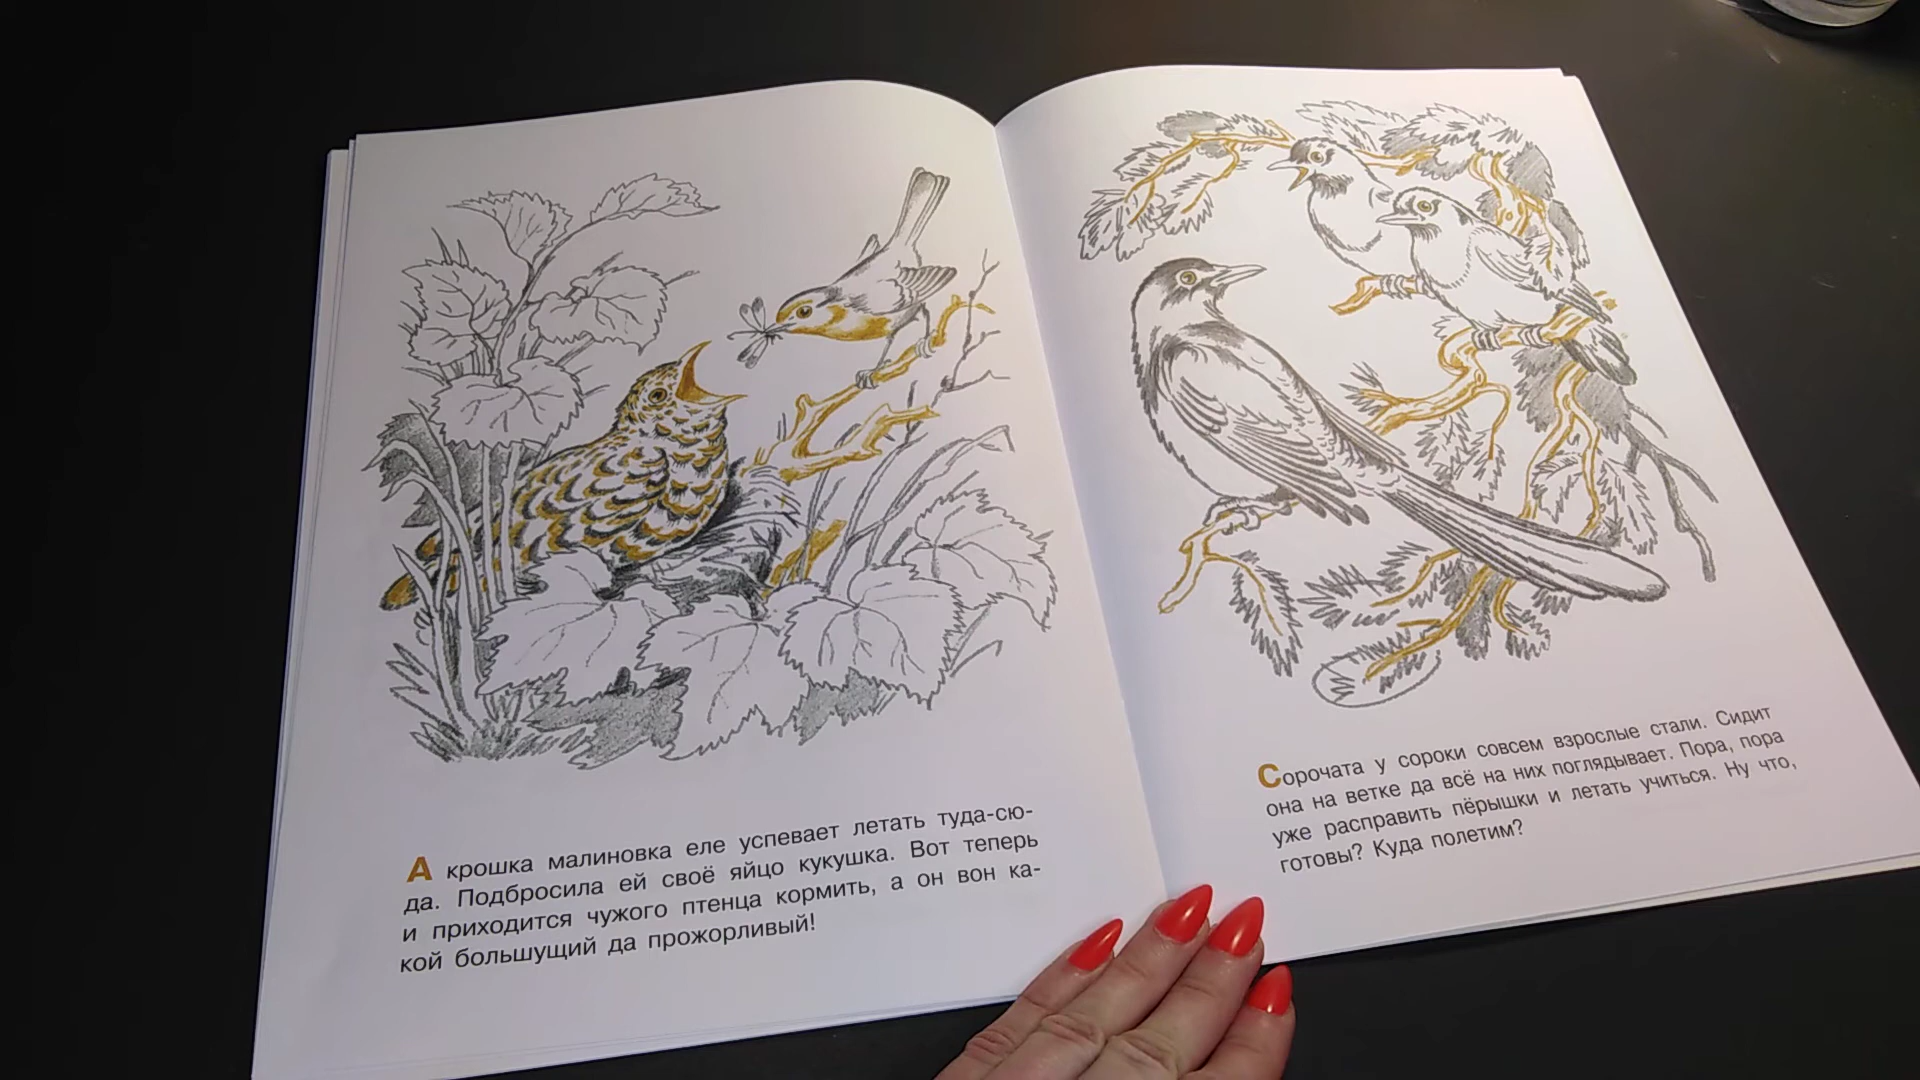 А крошка малиновка еле успевает летать туда-сю-
да. Подбросила ей своё яйцо кукушка. Вот теперь
и приходится чужого птенца кормить, а он вон ка-
кой большущий да прожорливый!
Сорочата у сороки совсем взрослые стали. Сидит
она на ветке да всё на них поглядывает. Пора, пора
уже расправить пёрышки и летать учиться. Ну что,
готовы? Куда полетим?